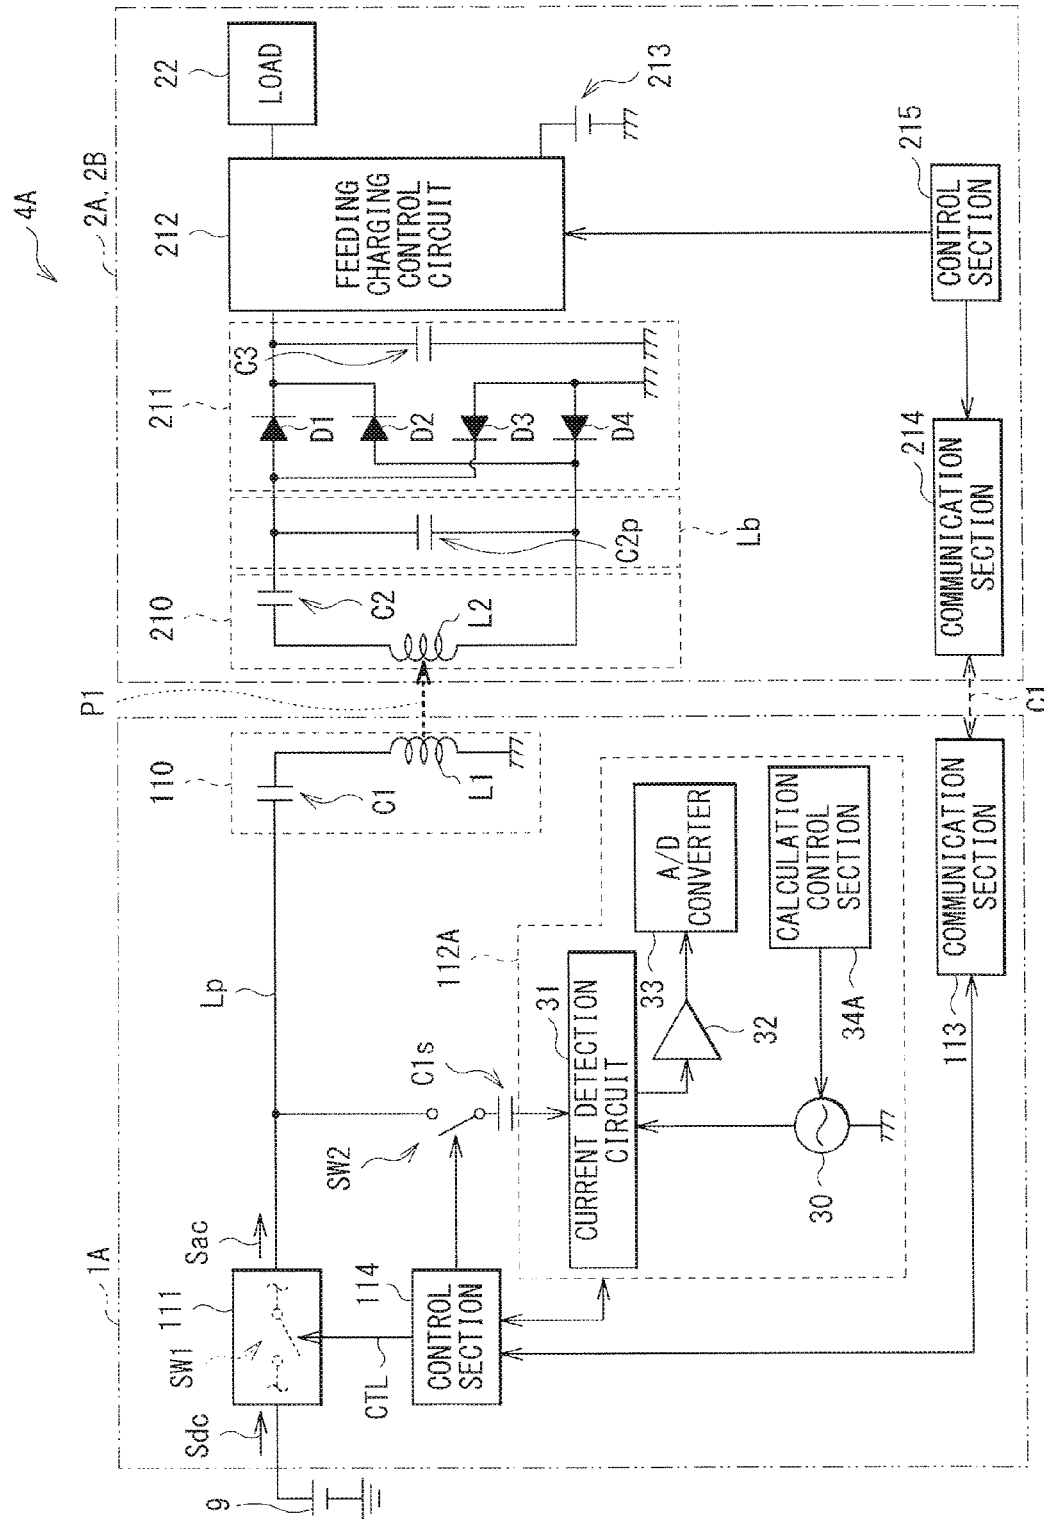 4A
1A
2A, 2B
9
Sdc
SW1
111
Sac
Lp
110
C1
L1
P1
210
C2
L2
C2p
Lb
211
D1
D2
D3
D4
C3
212
FEEDING
CHARGING
CONTROL
CIRCUIT
22
LOAD
213
CTL
114
CONTROL
SECTION
SW2
C1s
112A
31
CURRENT DETECTION
CIRCUIT
33
A/D
CONVERTER
32
30
CALCULATION
CONTROL
SECTION
34A
113
COMMUNICATION
SECTION
C1
214
COMMUNICATION
SECTION
215
CONTROL
SECTION